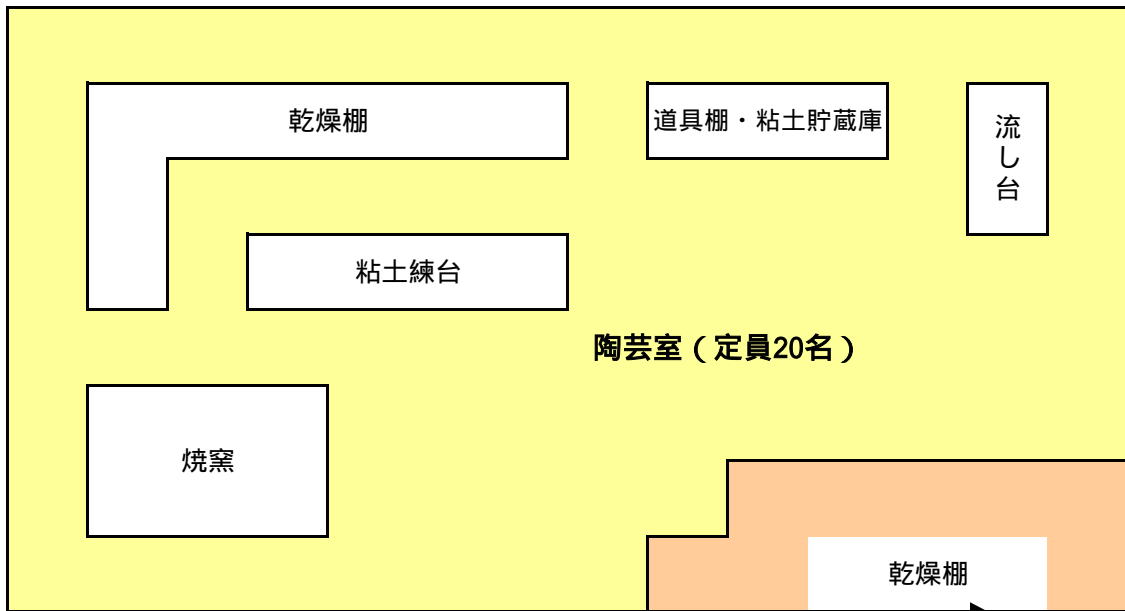 乾燥棚
道具棚・粘土貯蔵庫
流し台
粘土練台
陶芸室（定員20名）
焼窯
乾燥棚